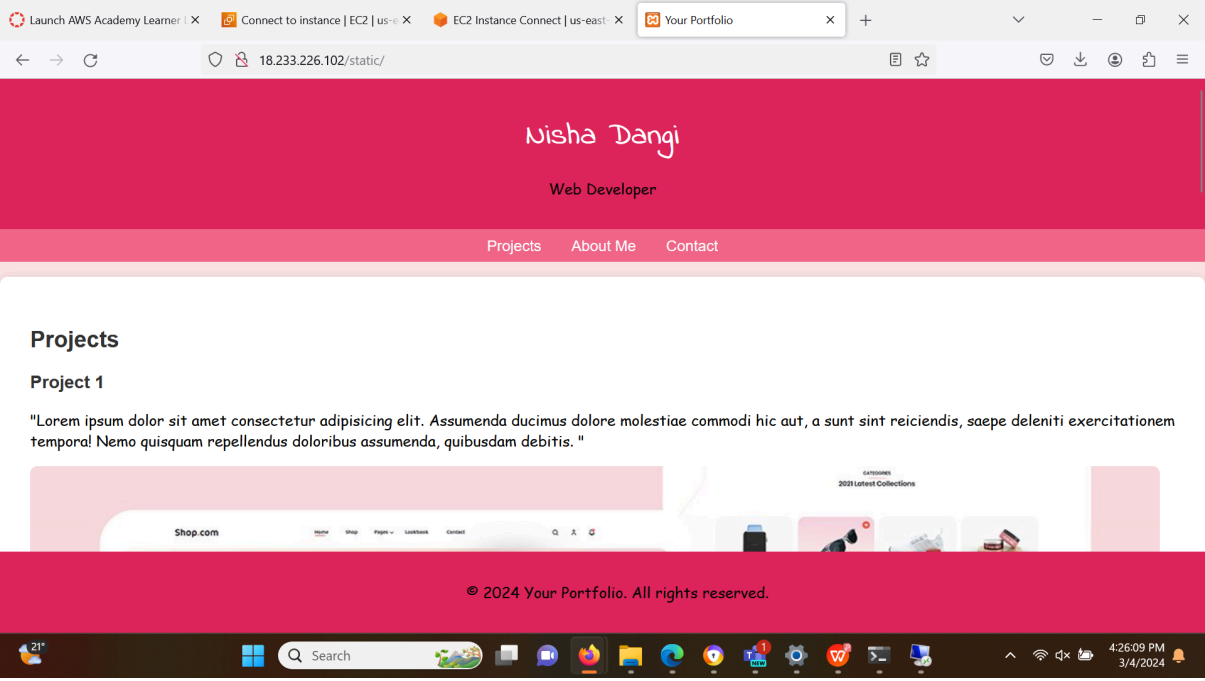 Launch AWS Academy Learner
Connect to instance | EC2 | us-e
EC2 Instance Connect | us-east-
Your Portfolio
18.233.226.102/static/
Nisha Dangi
Web Developer
Projects About Me Contact
Projects
Project 1
"Lorem ipsum dolor sit amet consectetur adipisicing elit. Assumenda ducimus dolore molestiae commodi hic aut, a sunt sint reiciendis, saepe deleniti exercitationem
tempora! Nemo quisquam repellendus doloribus assumenda, quibusdam debitis. "
CATEGORIES
2021 Latest Collections
Shop.com Home Shop Pages Lookbook Contact
© 2024 Your Portfolio. All rights reserved.
21°
Search
1
NEW
4:26:09 PM
3/4/2024